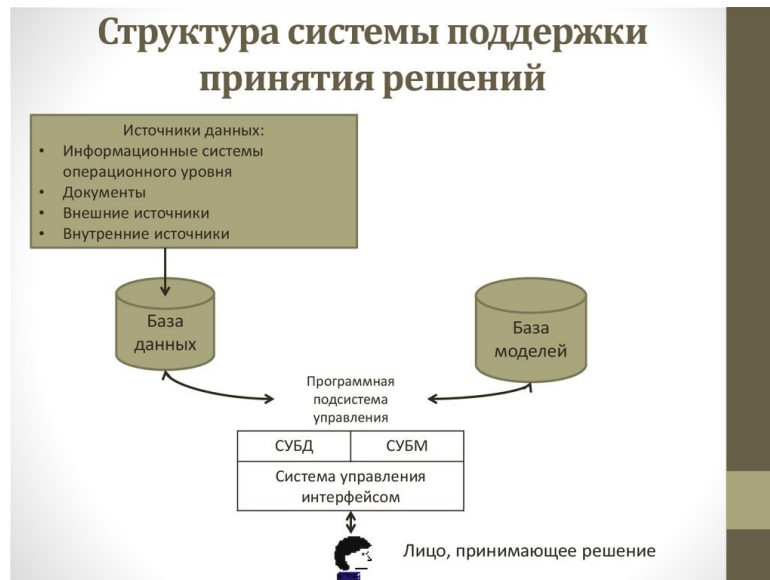 Структура системы поддержки
принятия решений
Источники данных:
• Информационные системы
операционного уровня
• Документы
• Внешние источники
• Внутренние источники
База
данных
База
моделей
Программная
подсистема
управления
СУБД СУБМ
Система управления
интерфейсом
Лицо, принимающее решение